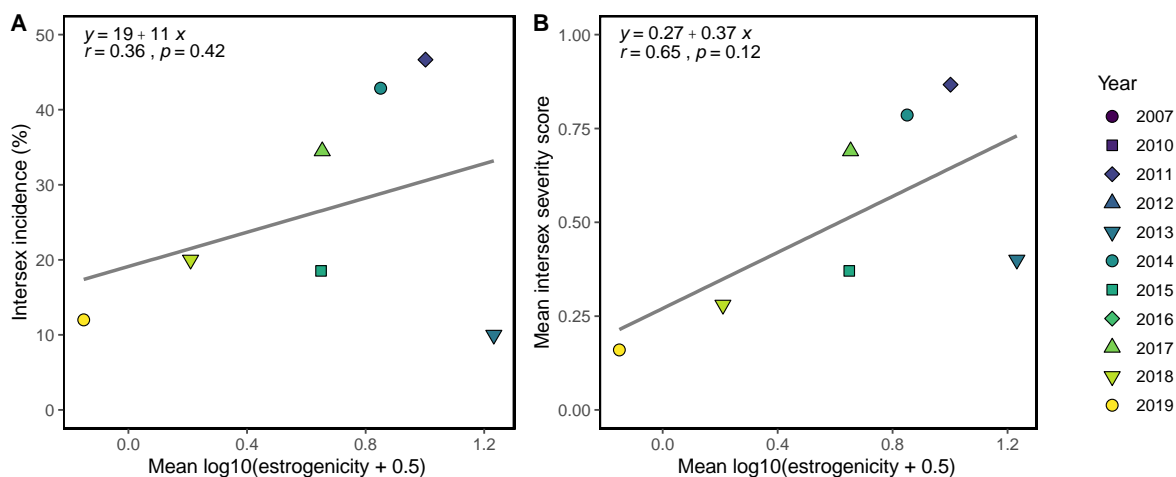 A
y = 19 + 11 x
r = 0.36 , p = 0.42
50
40
30
20
10
0
Intersex incidence (%)
0.0 0.4 0.8 1.2
Mean log10(estrogenicity + 0.5)
B
y = 0.27 + 0.37 x
r = 0.65 , p = 0.12
1.00
0.75
0.50
0.25
0.00
Mean intersex severity score
0.0 0.4 0.8 1.2
Mean log10(estrogenicity + 0.5)
Year
2007
2010
2011
2012
2013
2014
2015
2016
2017
2018
2019